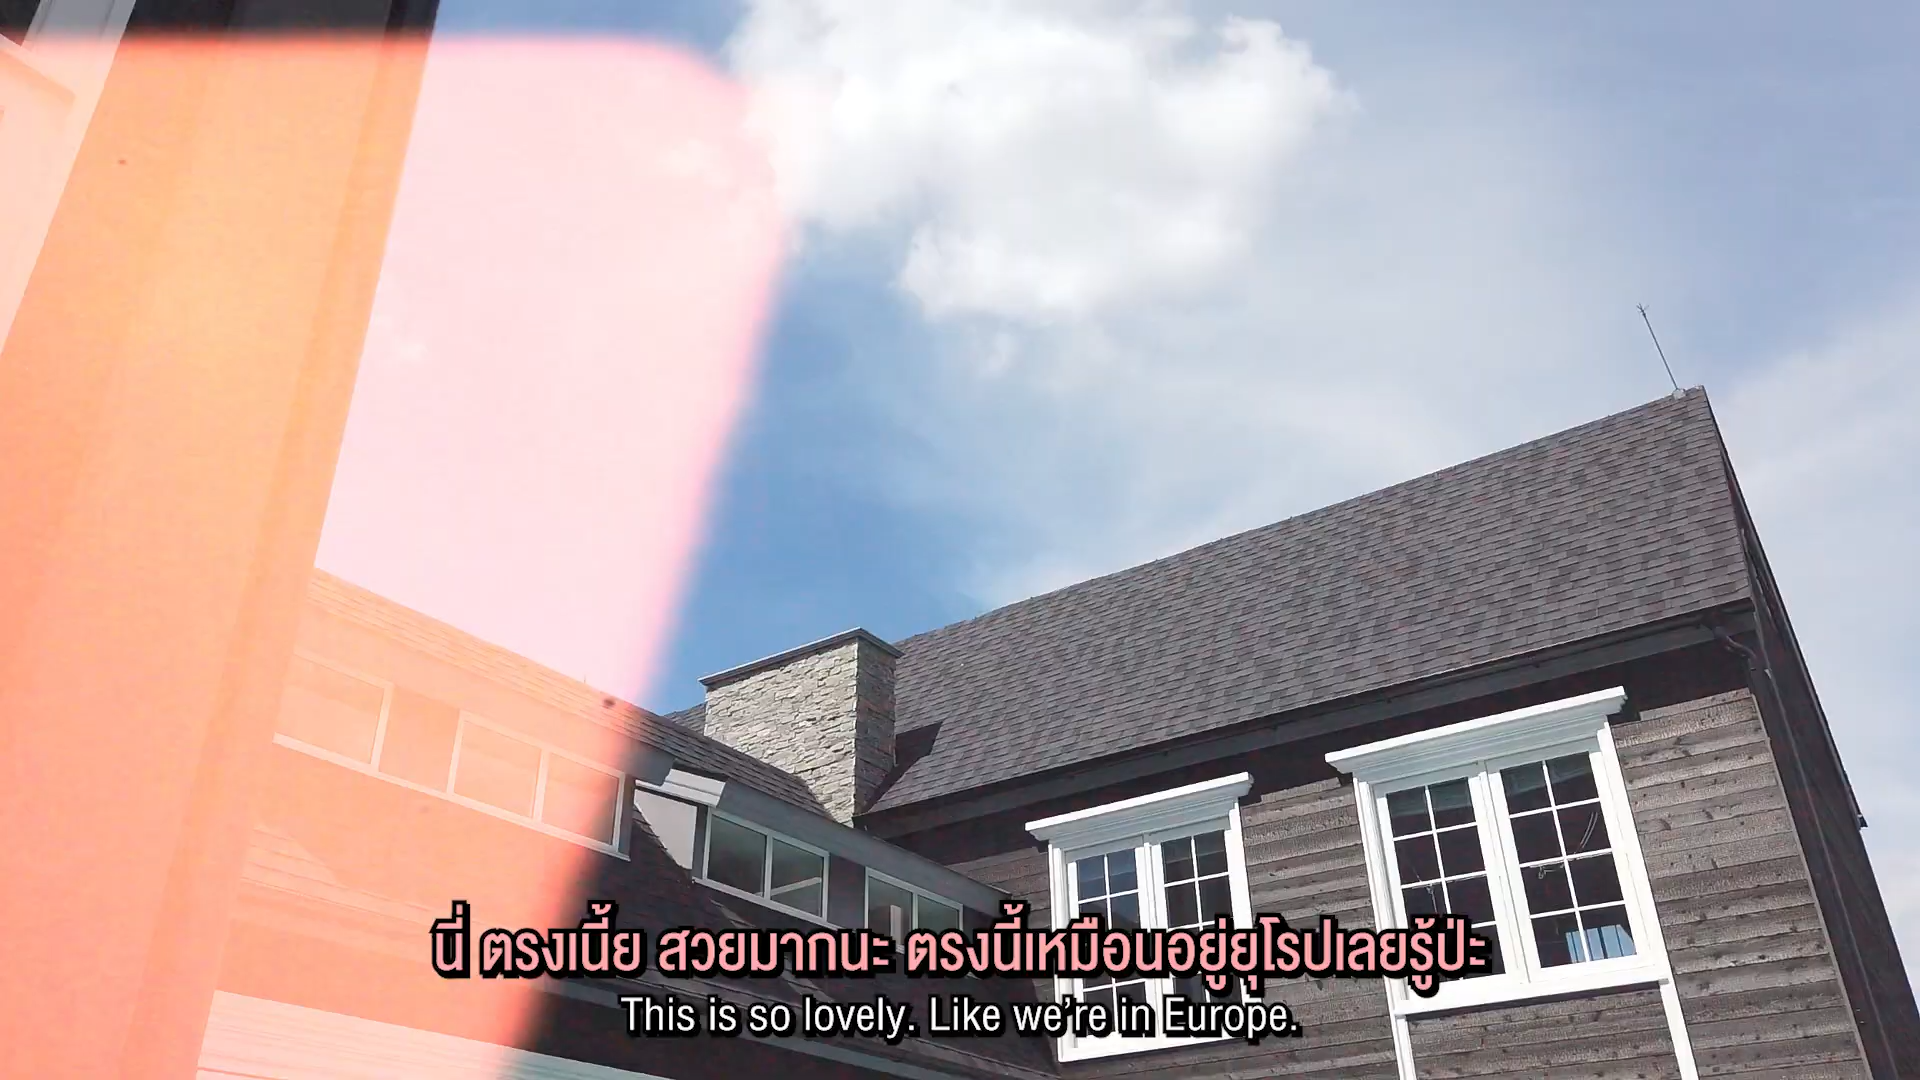 นี่ ตรงเนี้ย สวยมากนะ ตรงนี้เหมือนอยู่ยุโรปเลยรู้ป่ะ
This is so lovely. Like we're in Europe.